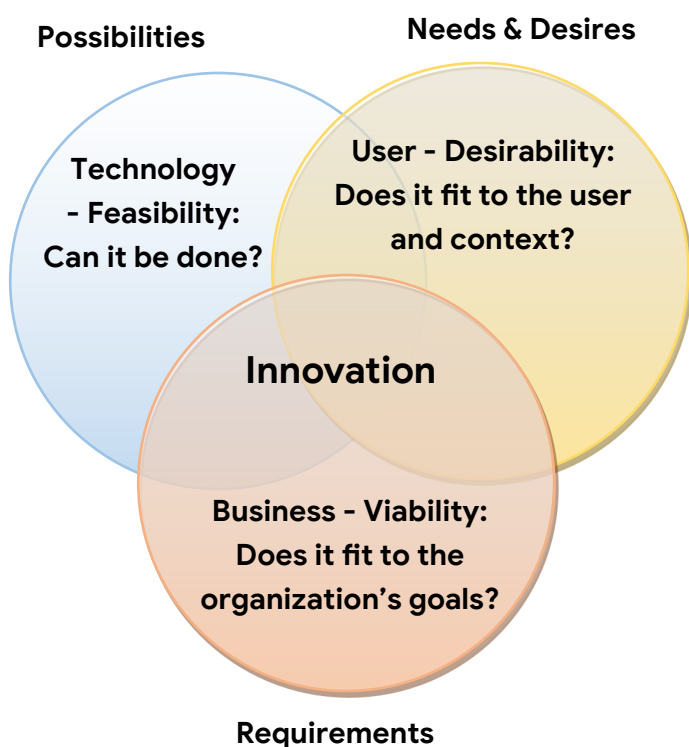 Possibilities
Needs & Desires
Technology
- Feasibility:
Can it be done?
User - Desirability:
Does it fit to the user
and context?
Innovation
Business - Viability:
Does it fit to the
organization’s goals?
Requirements